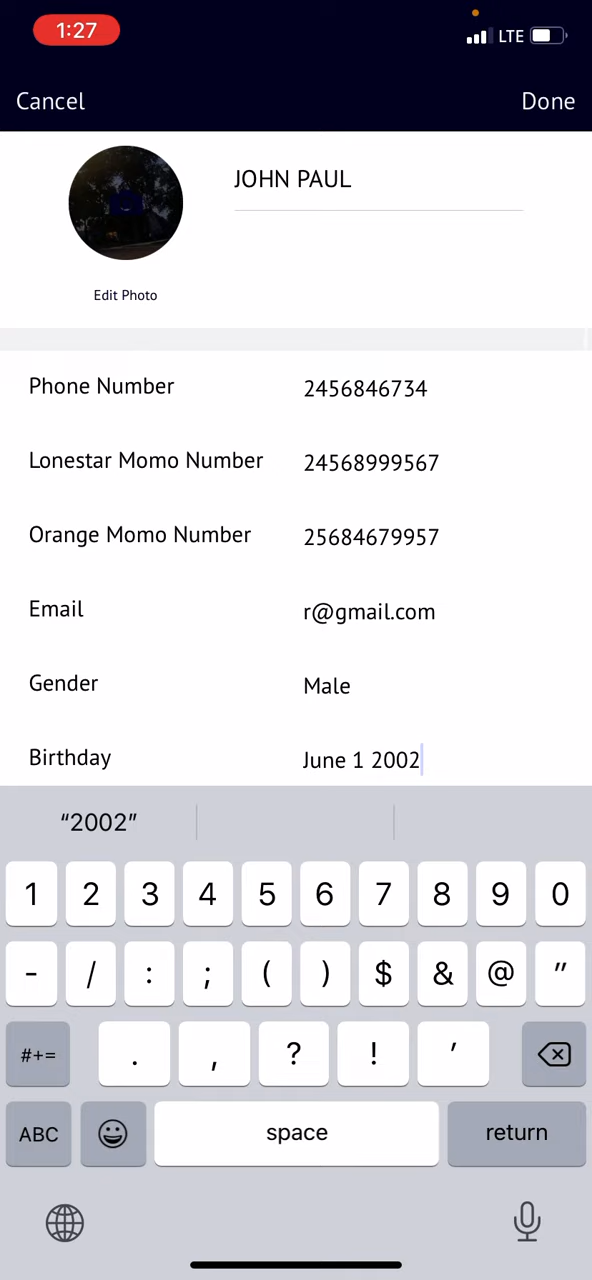 1:27
LTE
Cancel Done
JOHN PAUL
Edit Photo
Phone Number 2456846734
Lonestar Momo Number 24568999567
Orange Momo Number 25684679957
Email r@gmail.com
Gender Male
Birthday June 1 2002
“2002”
1 2 3 4 5 6 7 8 9 0
- / : ; ( ) $ & @ "
#+= . , ? ! ’
ABC space return